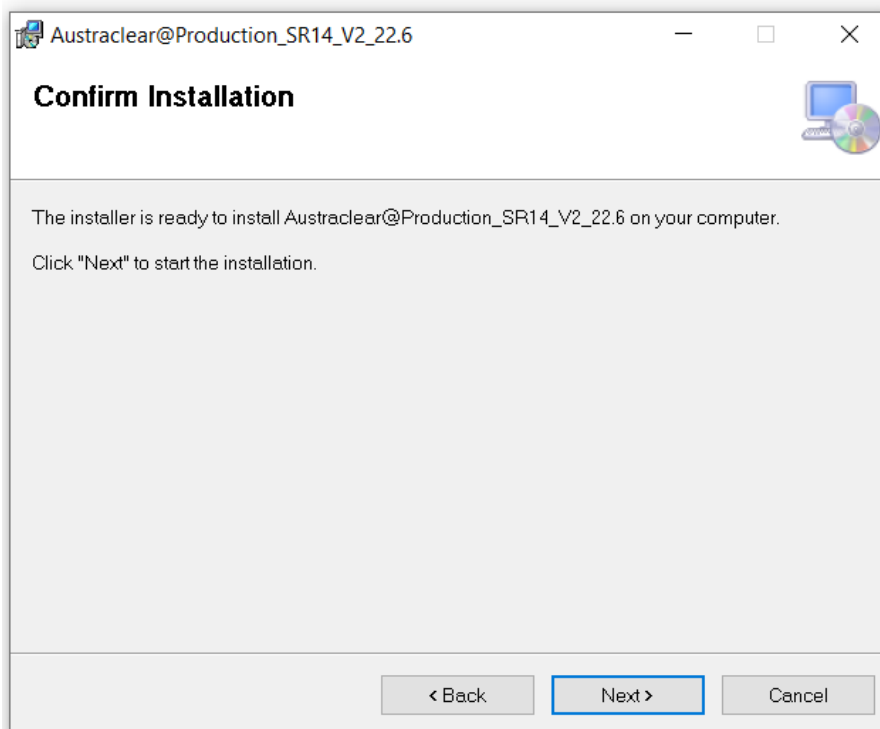 Austraclear@Production_SR14_V2_22.6
Confirm Installation
The installer is ready to install Austraclear@Production_SR14_V2_22.6 on your computer.
Click "Next" to start the installation.
< Back
Next >
Cancel